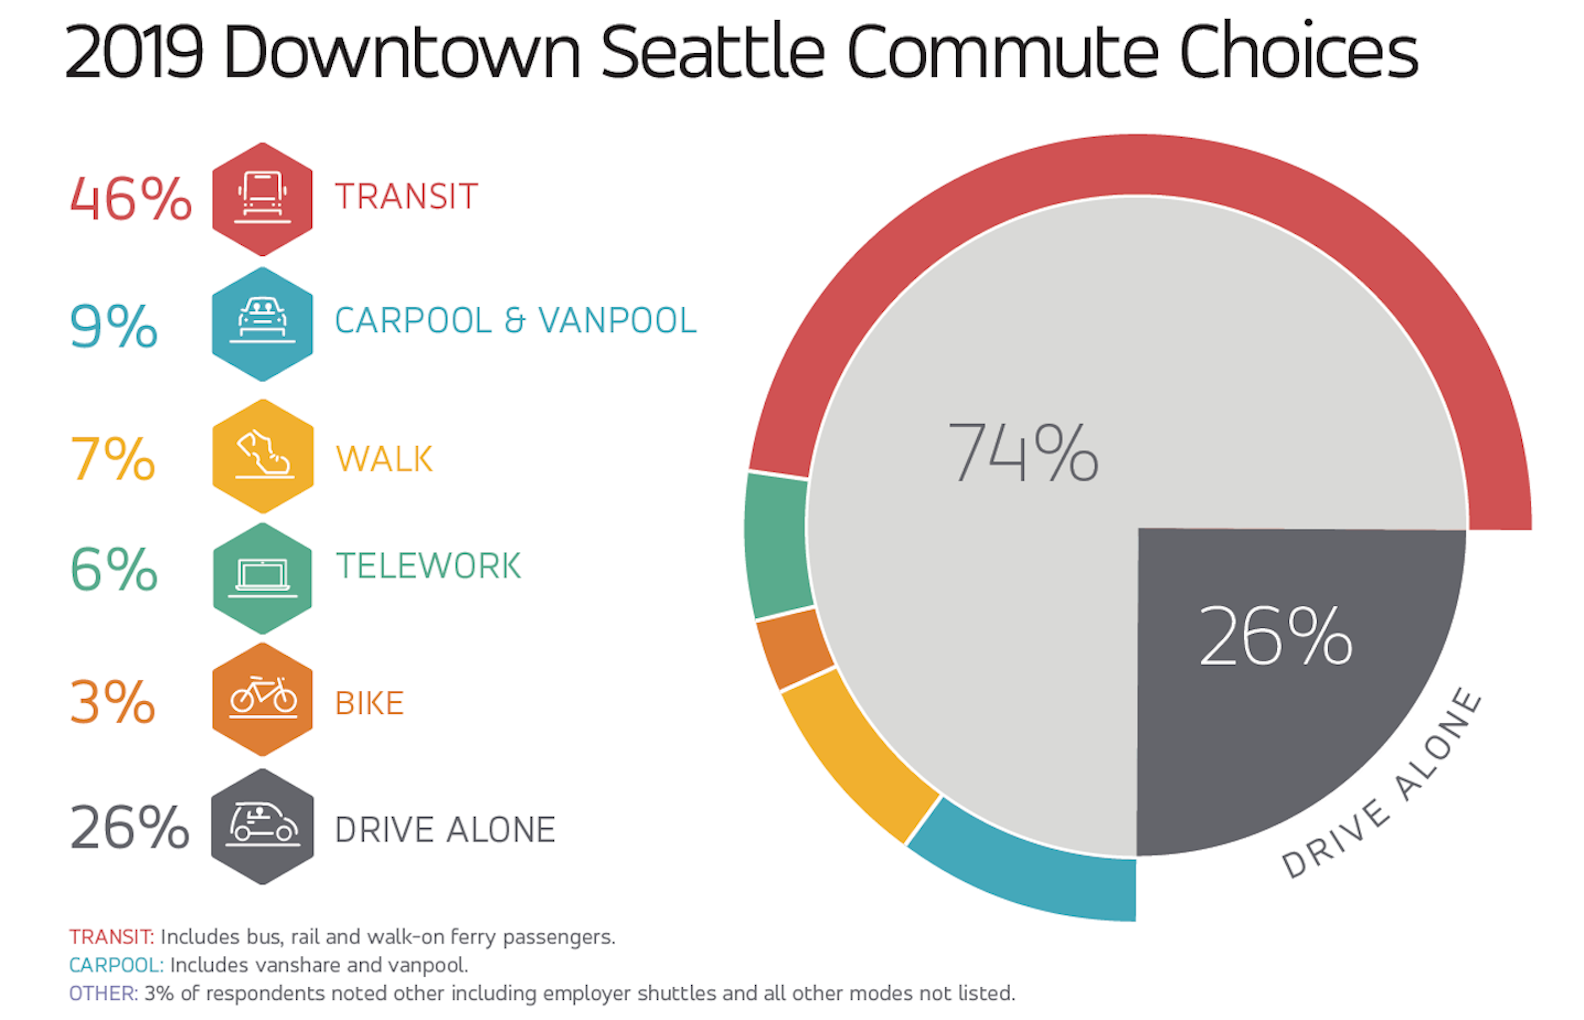 2019 Downtown Seattle Commute Choices
46% TRANSIT
9% CARPOOL & VANPOOL
7% WALK
6% TELEWORK
3% BIKE
26% DRIVE ALONE
74%
26%
DRIVE ALONE
TRANSIT: Includes bus, rail and walk-on ferry passengers.
CARPOOL: Includes vanshare and vanpool.
OTHER: 3% of respondents noted other including employer shuttles and all other modes not listed.